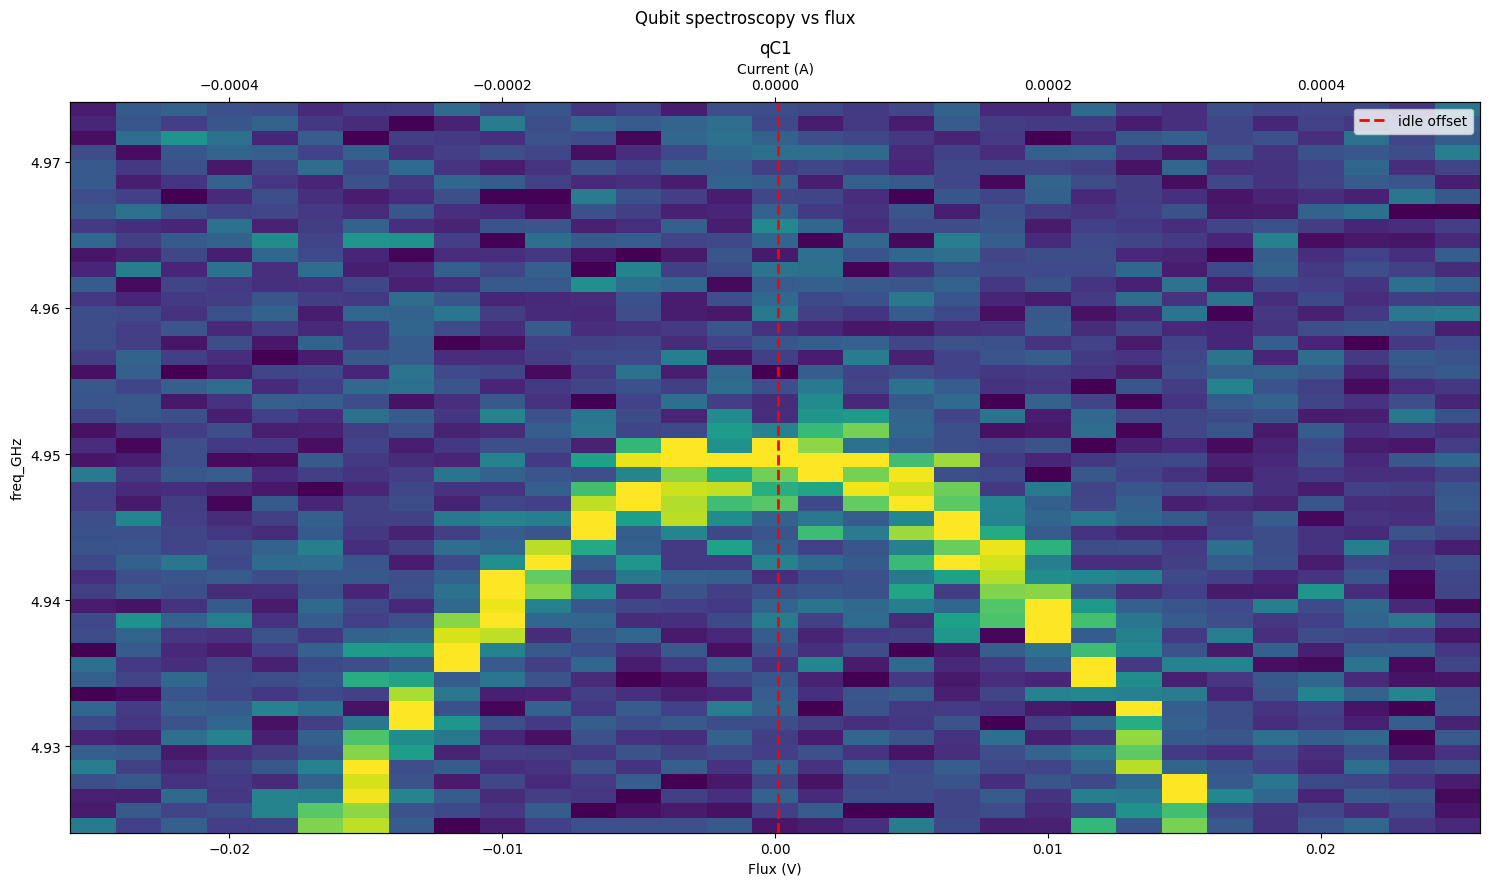 Qubit spectroscopy vs flux
qC1
Current (A)
−0.0004 −0.0002 0.0000 0.0002 0.0004
idle offset
4.97
4.96
4.95
4.94
4.93
freq_GHz
−0.02 −0.01 0.00 0.01 0.02
Flux (V)